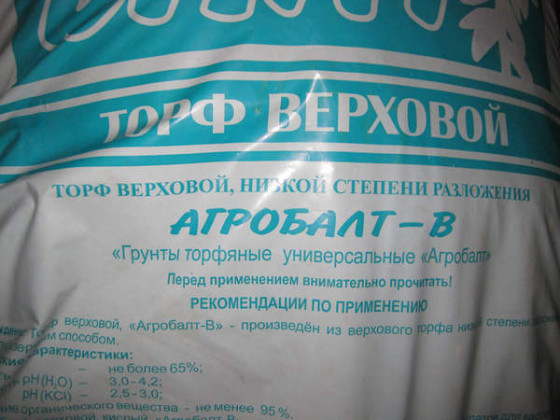 ТОРФ ВЕРХОВОЙ
ТОРФ ВЕРХОВОЙ, НИЗКОЙ СТЕПЕНИ РАЗЛОЖЕНИЯ
АГРОБАЛТ – В
«Грунты торфяные универсальные «Агробалт»
Перед применением внимательно прочитать!
РЕКОМЕНДАЦИИ ПО ПРИМЕНЕНИЮ
верховой, «Агробалт-В» - произведён из верхового торфа низкой степени
способом.
– не более 65%;
pH (H₂O) – 3,0 - 4,2;
pH (KCl) – 2,5 - 3,0;
органического вещества - не менее 95 %.